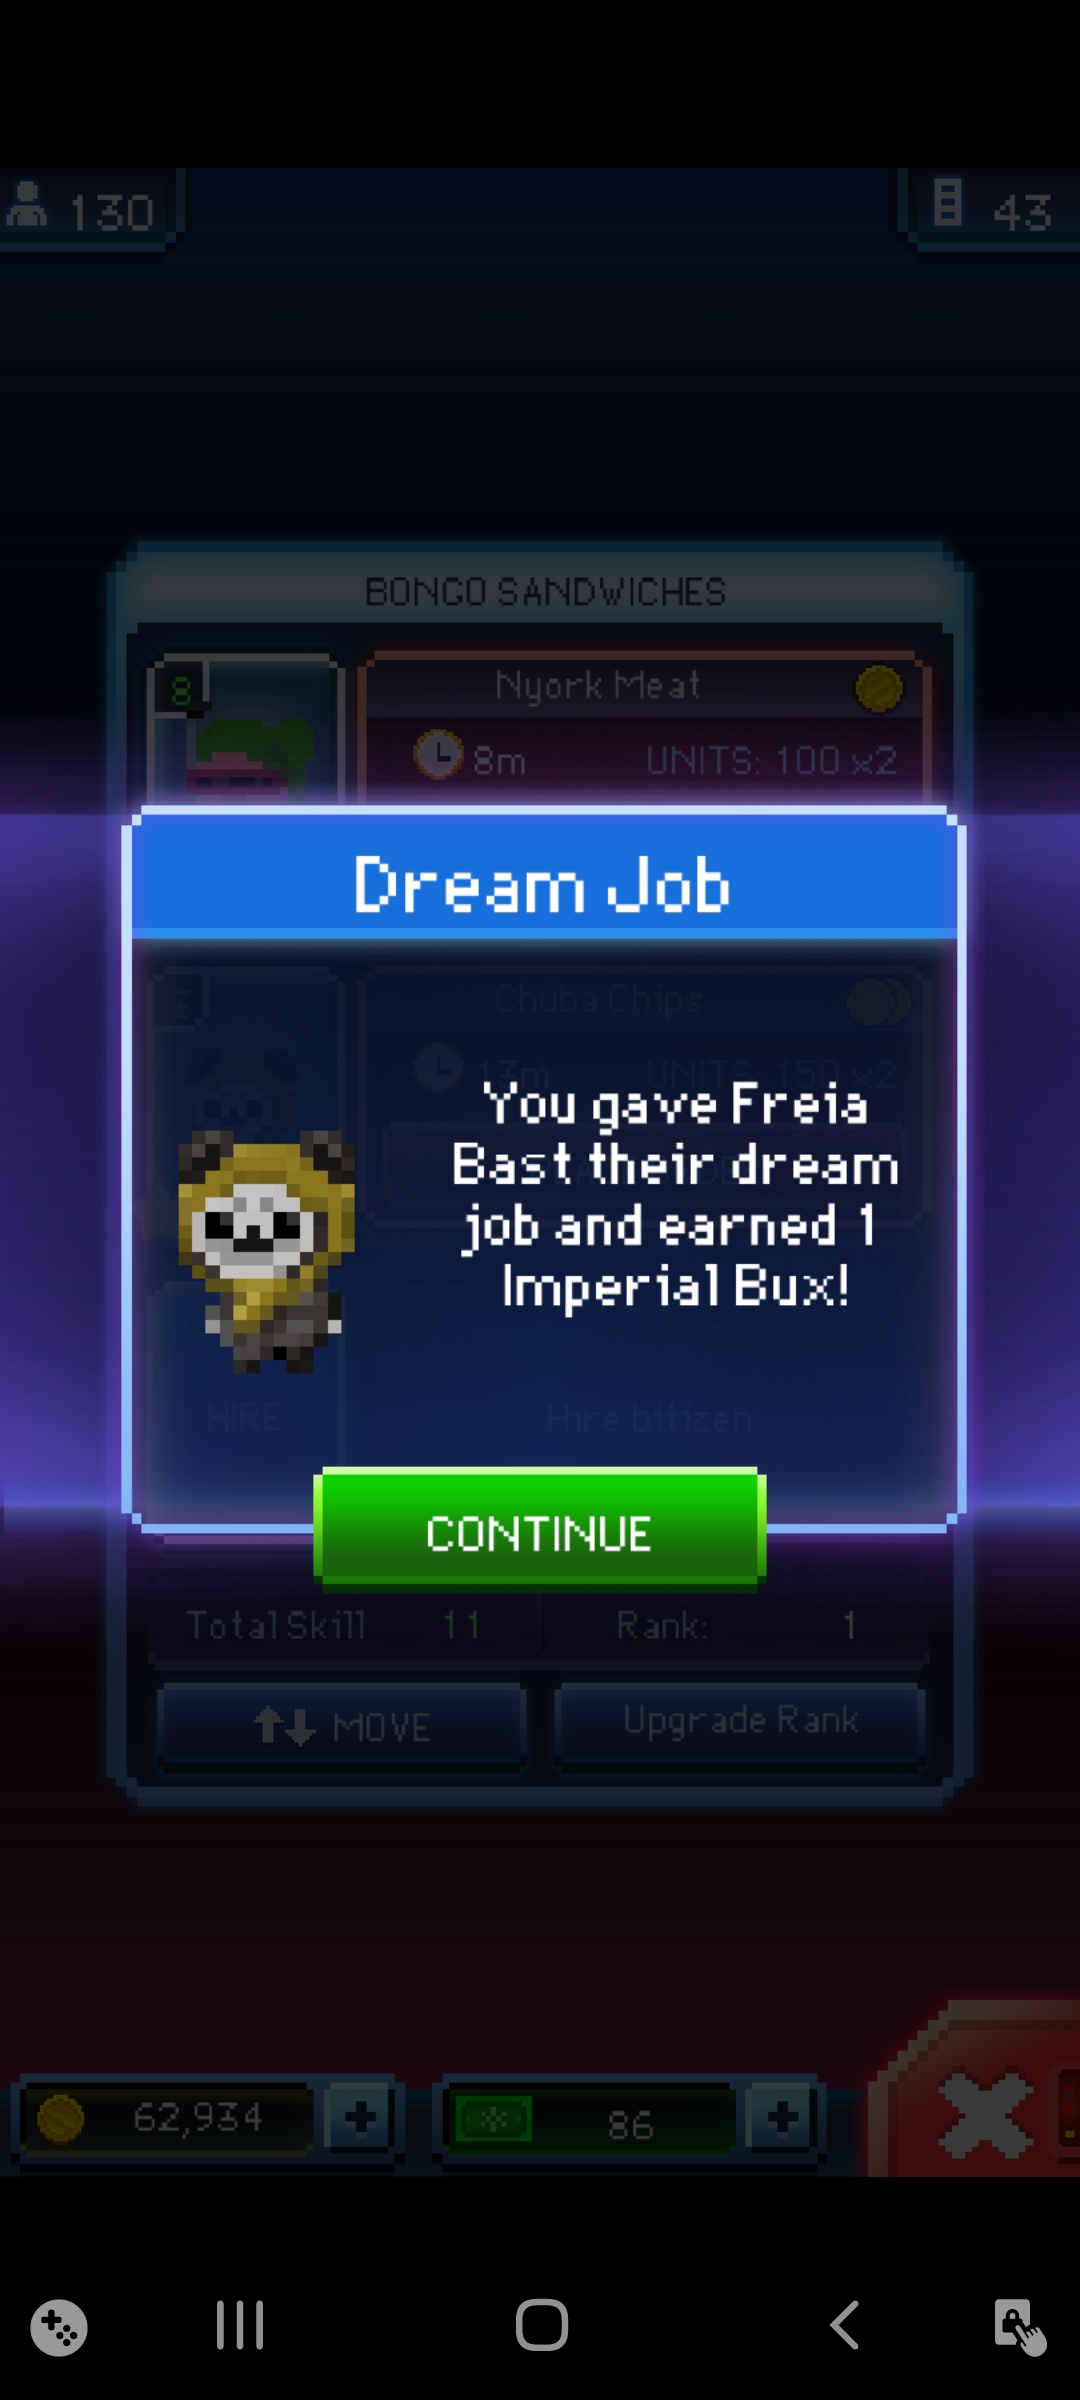 130
43
BONGO SANDWICHES
8
Nyork Meat
8m
UNITS: 100 x2
Dream Job
3
Chuba Chips
13m
UNITS: 150 x2
You gave Freia
Bast their dream
job and earned 1
Imperial Bux!
HIRE
Hire bitizen
CONTINUE
Total Skill 11
Rank: 1
MOVE
Upgrade Rank
62,934
86